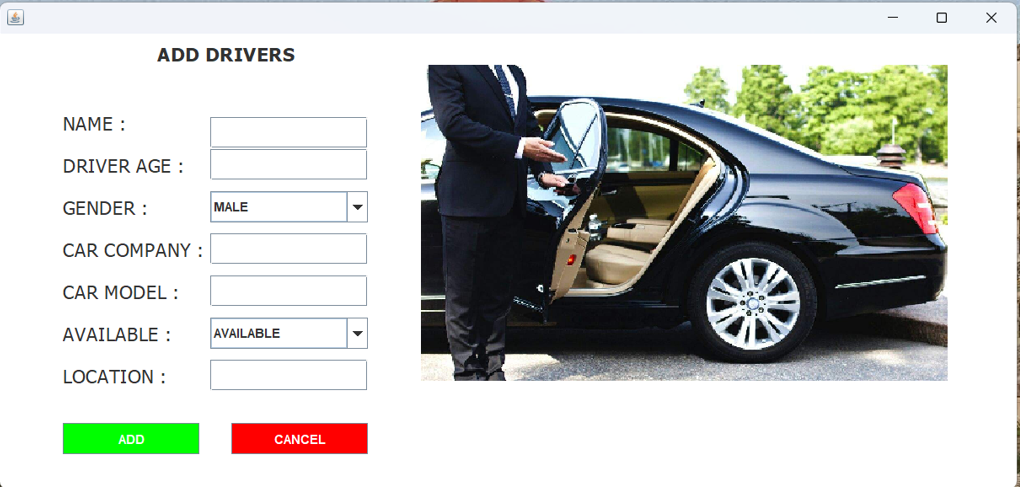 ADD DRIVERS
NAME :
DRIVER AGE :
GENDER : MALE
CAR COMPANY :
CAR MODEL :
AVAILABLE : AVAILABLE
LOCATION :
ADD CANCEL